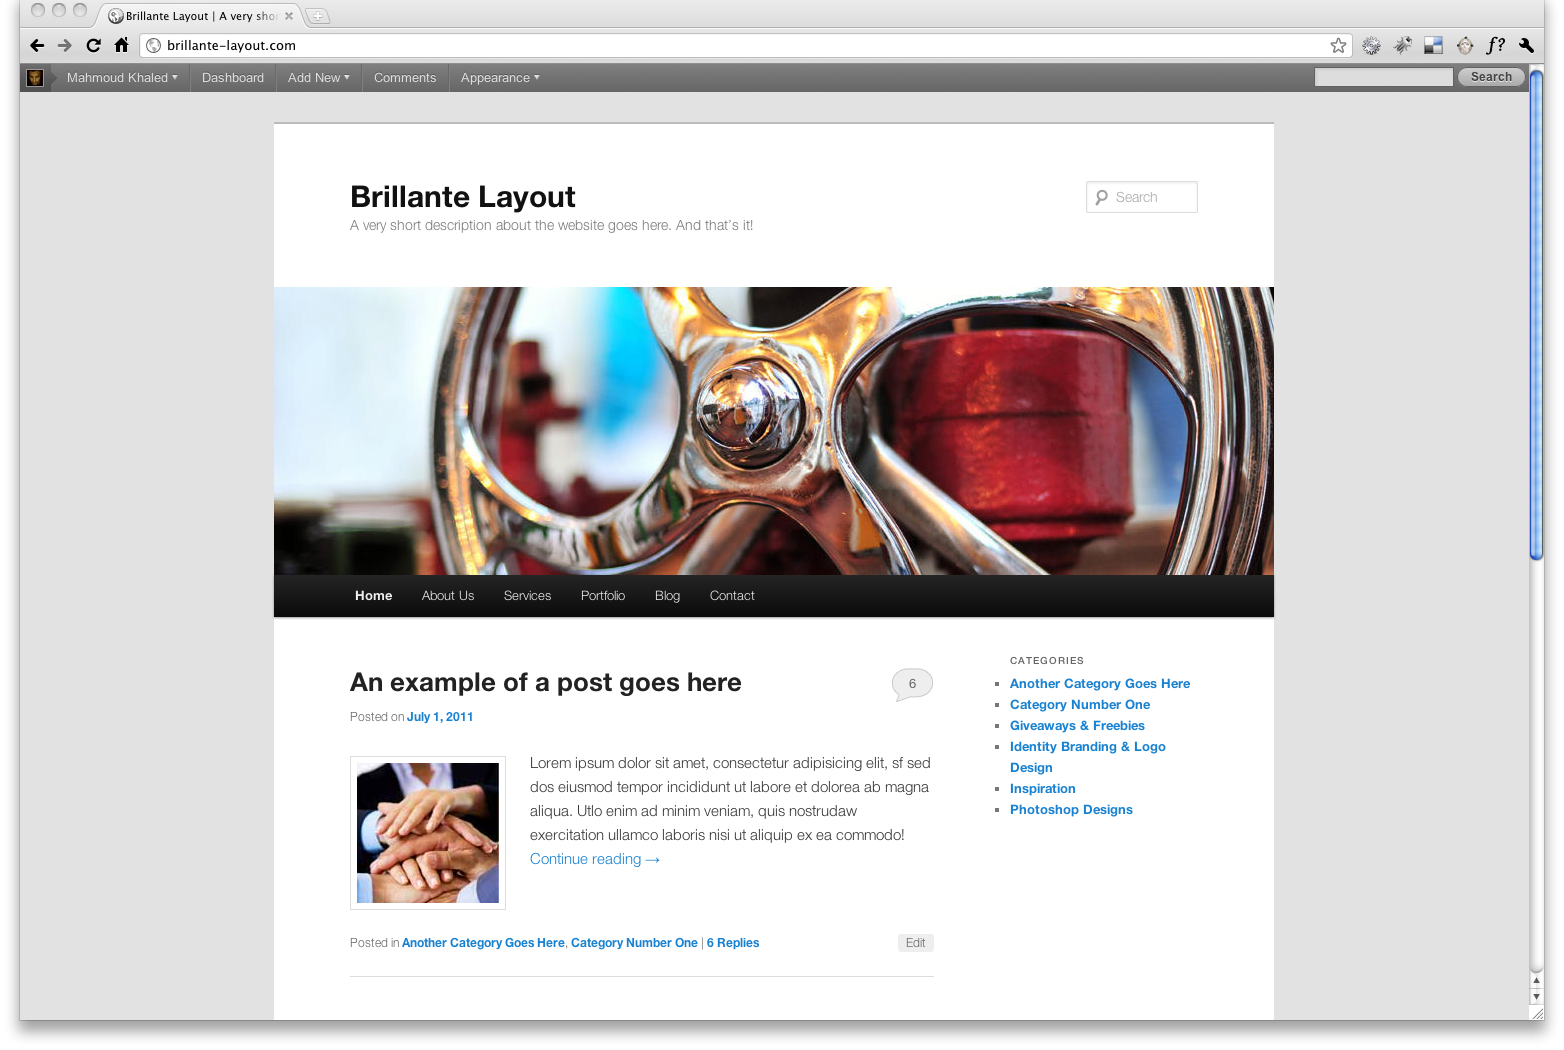 Brillante Layout | A very sho
brillante-layout.com
Mahmoud Khaled Dashboard Add New Comments Appearance Search
Brillante Layout
Search
A very short description about the website goes here. And that's it!
Home About Us Services Portfolio Blog Contact
An example of a post goes here
6
Posted on July 1, 2011
Lorem ipsum dolor sit amet, consectetur adipisicing elit, sf sed
dos eiusmod tempor incididunt ut labore et dolorea ab magna
aliqua. Utlo enim ad minim veniam, quis nostrudaw
exercitation ullamco laboris nisi ut aliquip ex ea commodo!
Continue reading →
Posted in Another Category Goes Here, Category Number One | 6 Replies
Edit
CATEGORIES
Another Category Goes Here
Category Number One
Giveaways & Freebies
Identity Branding & Logo
Design
Inspiration
Photoshop Designs